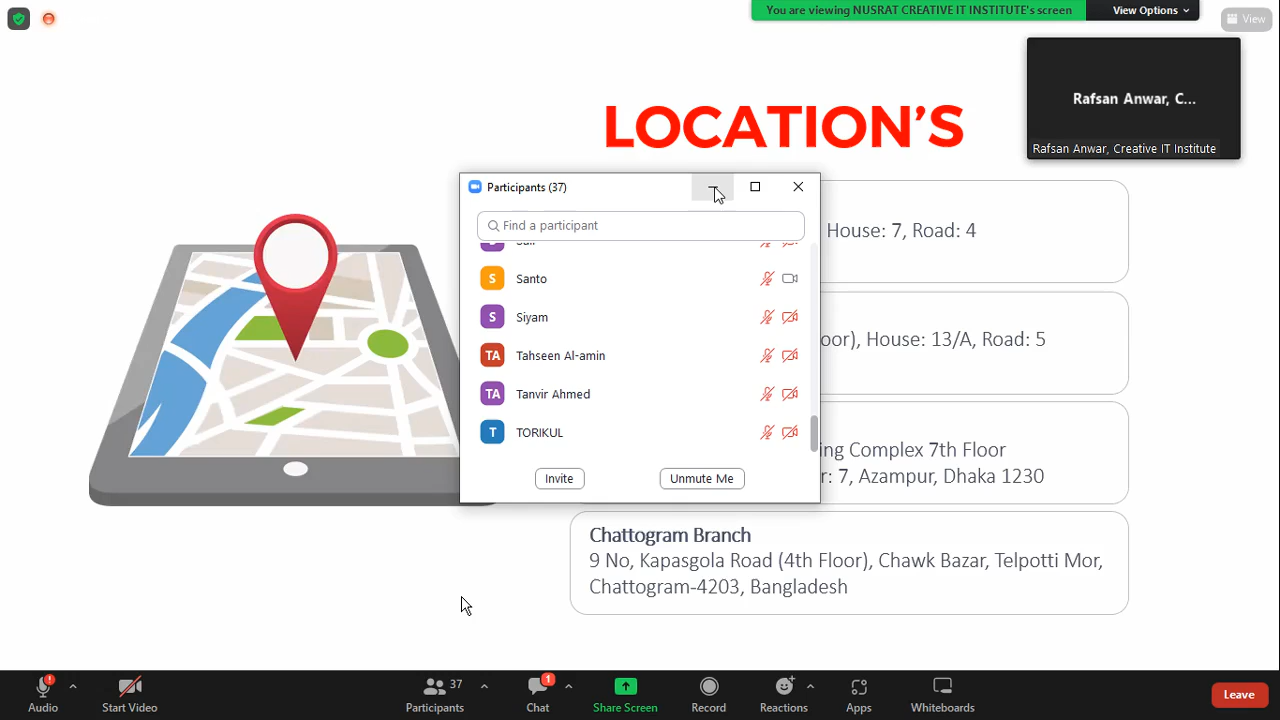 You are viewing NUSRAT CREATIVE IT INSTITUTE's screen
View Options
View
Rafsan Anwar, C...
Rafsan Anwar, Creative IT Institute
LOCATION'S
Participants (37)
Find a participant
House: 7, Road: 4
S
Santo
S
Siyam
oor), House: 13/A, Road: 5
TA
Tahseen Al-amin
TA
Tanvir Ahmed
T
TORIKUL
ing Complex 7th Floor
r: 7, Azampur, Dhaka 1230
Invite
Unmute Me
Chattogram Branch
9 No, Kapasgola Road (4th Floor), Chawk Bazar, Telpotti Mor,
Chattogram-4203, Bangladesh
Audio
Start Video
37
Participants
1
Chat
Share Screen
Record
Reactions
Apps
Whiteboards
Leave